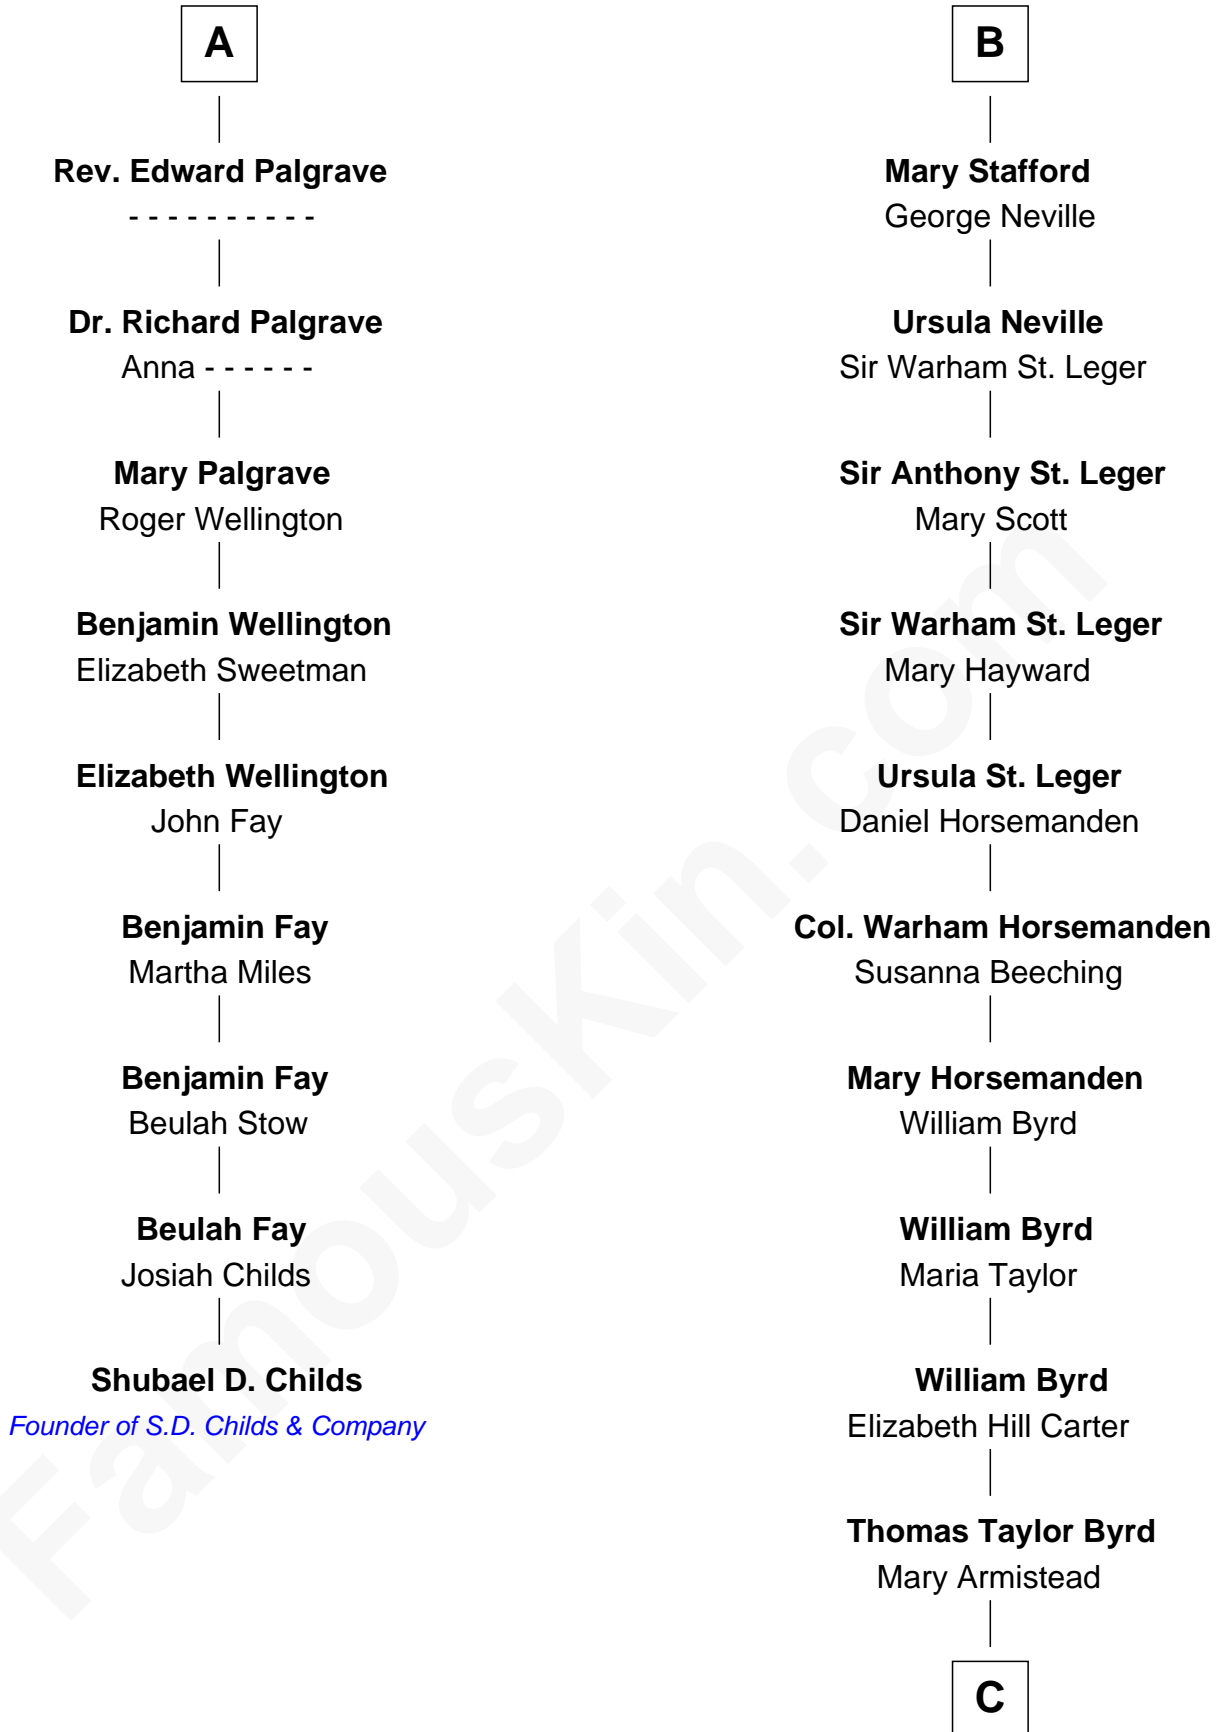 A
Rev. Edward Palgrave
- - - - - - - - - -
Dr. Richard Palgrave
Anna - - - - - -
Mary Palgrave
Roger Wellington
Benjamin Wellington
Elizabeth Sweetman
Elizabeth Wellington
John Fay
Benjamin Fay
Martha Miles
Benjamin Fay
Beulah Stow
Beulah Fay
Josiah Childs
Shubael D. Childs
Founder of S.D. Childs & Company
B
Mary Stafford
George Neville
Ursula Neville
Sir Warham St. Leger
Sir Anthony St. Leger
Mary Scott
Sir Warham St. Leger
Mary Hayward
Ursula St. Leger
Daniel Horsemanden
Col. Warham Horsemanden
Susanna Beeching
Mary Horsemanden
William Byrd
William Byrd
Maria Taylor
William Byrd
Elizabeth Hill Carter
Thomas Taylor Byrd
Mary Armistead
C
FamousKin.com